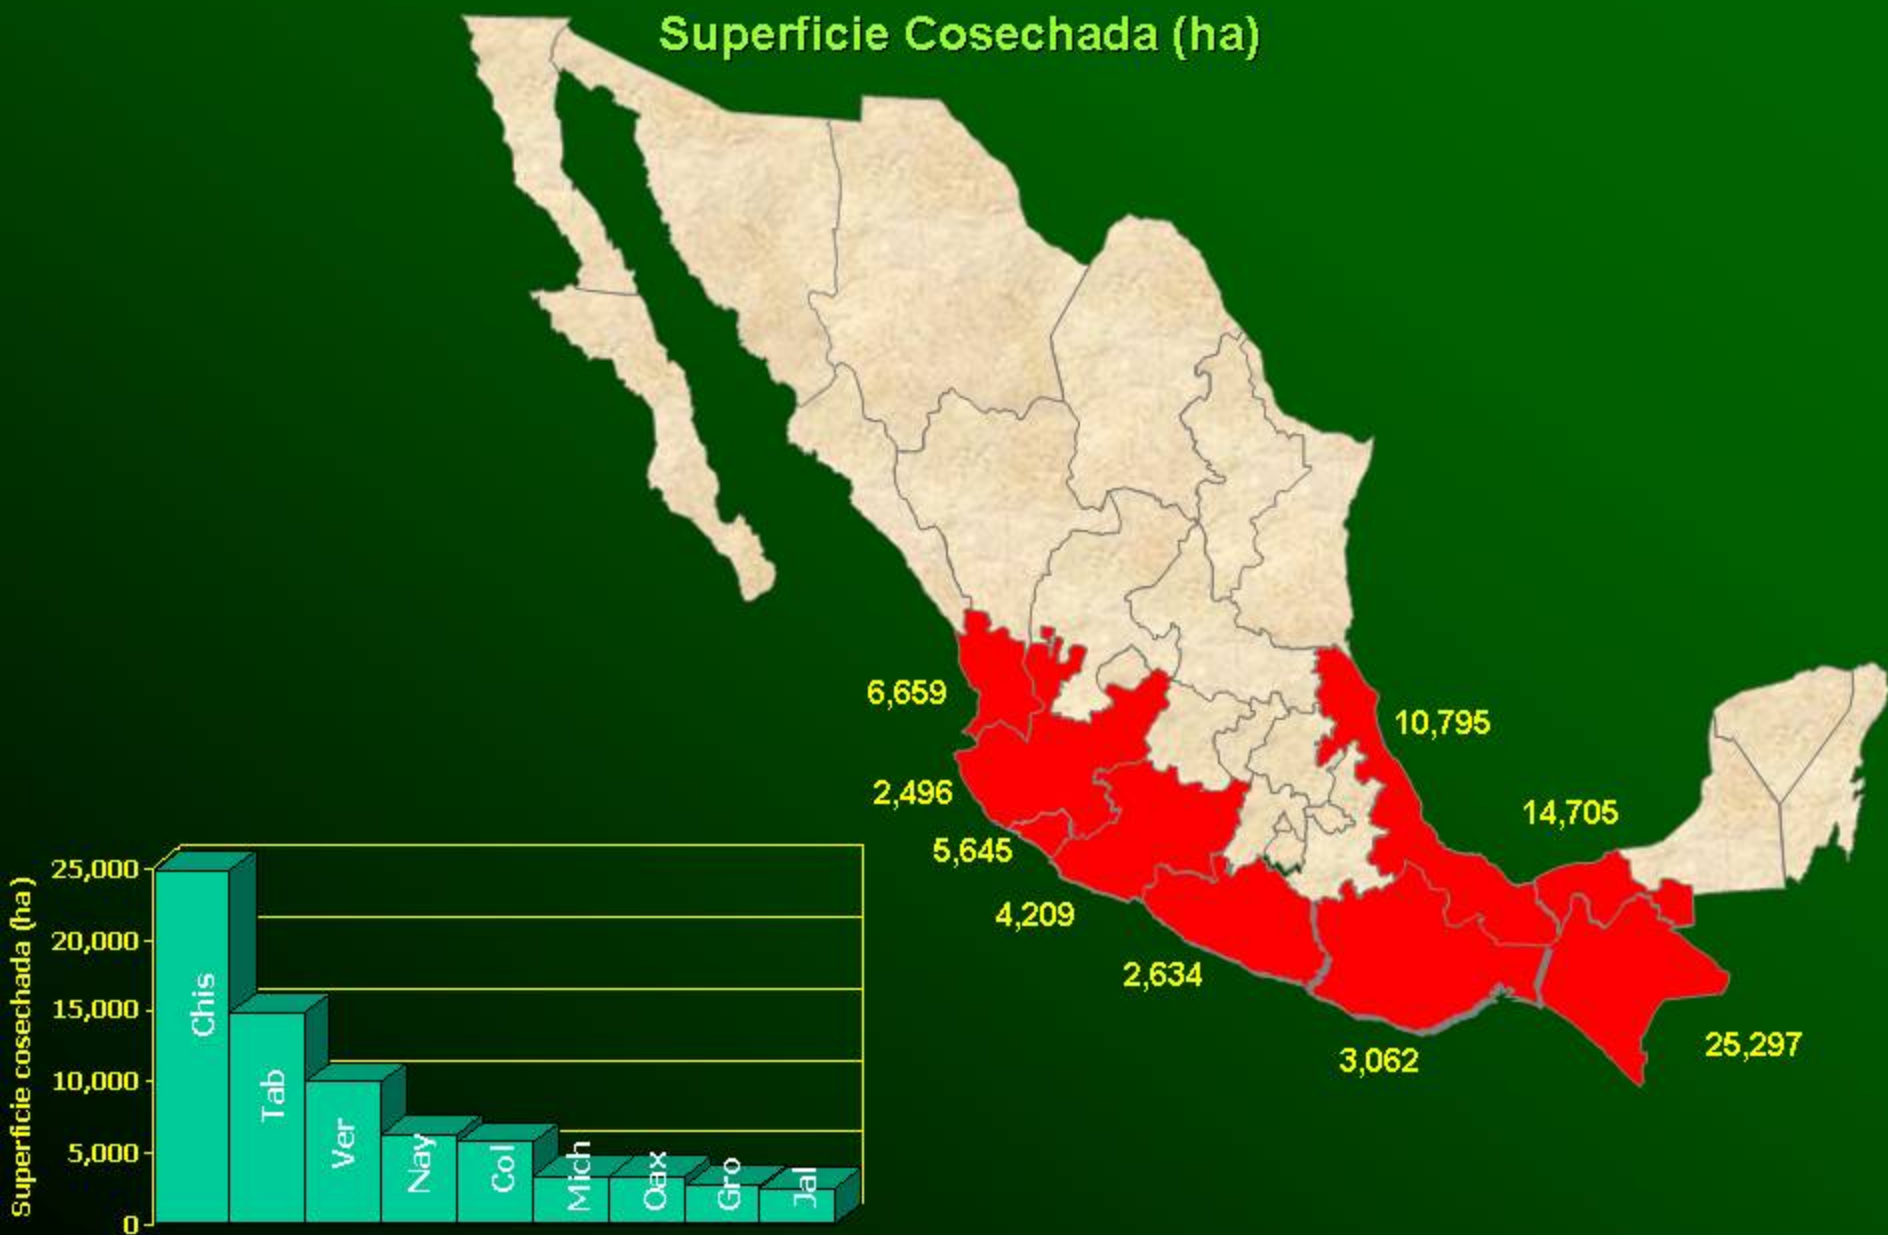 Superficie Cosechada (ha)
6,659
10,795
2,496
14,705
5,645
4,209
2,634
3,062
25,297
Superficie cosechada (ha)
25,000
20,000
15,000
10,000
5,000
0
Chis
Tab
Ver
Nay
Col
Mich
Oax
Gro
Jal